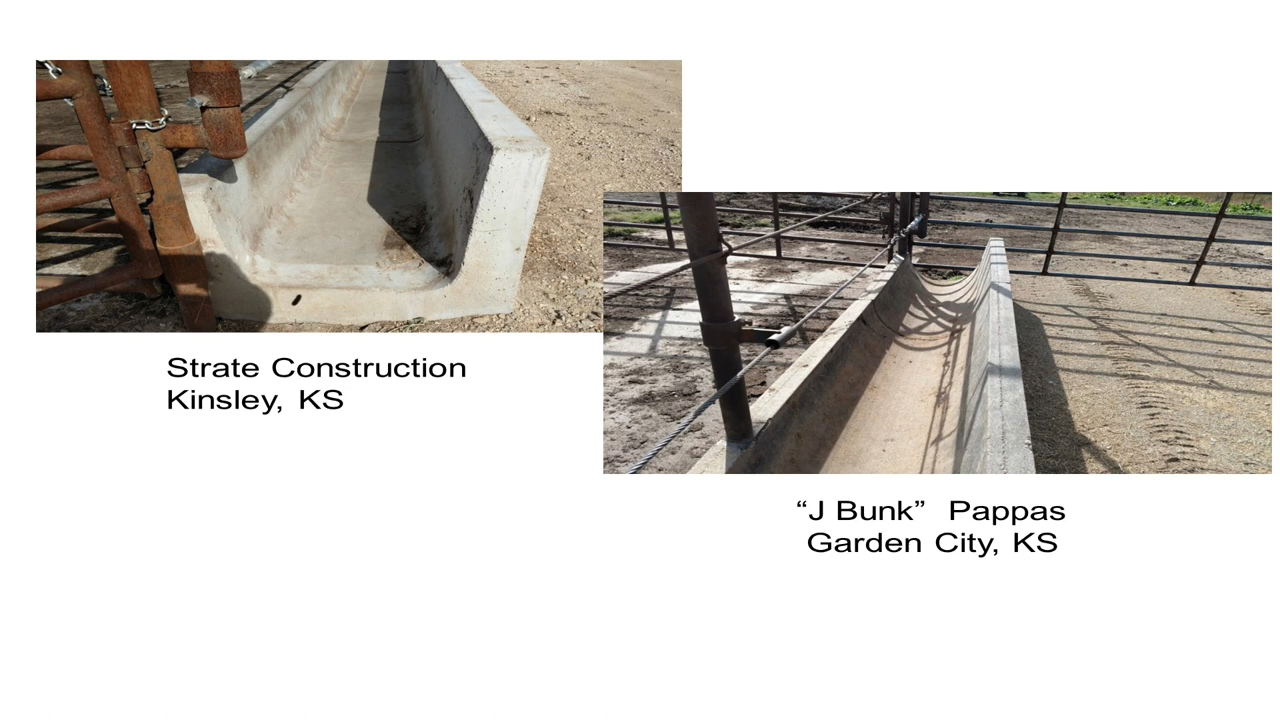 Strate Construction
Kinsley, KS
“J Bunk”  Pappas
Garden City, KS